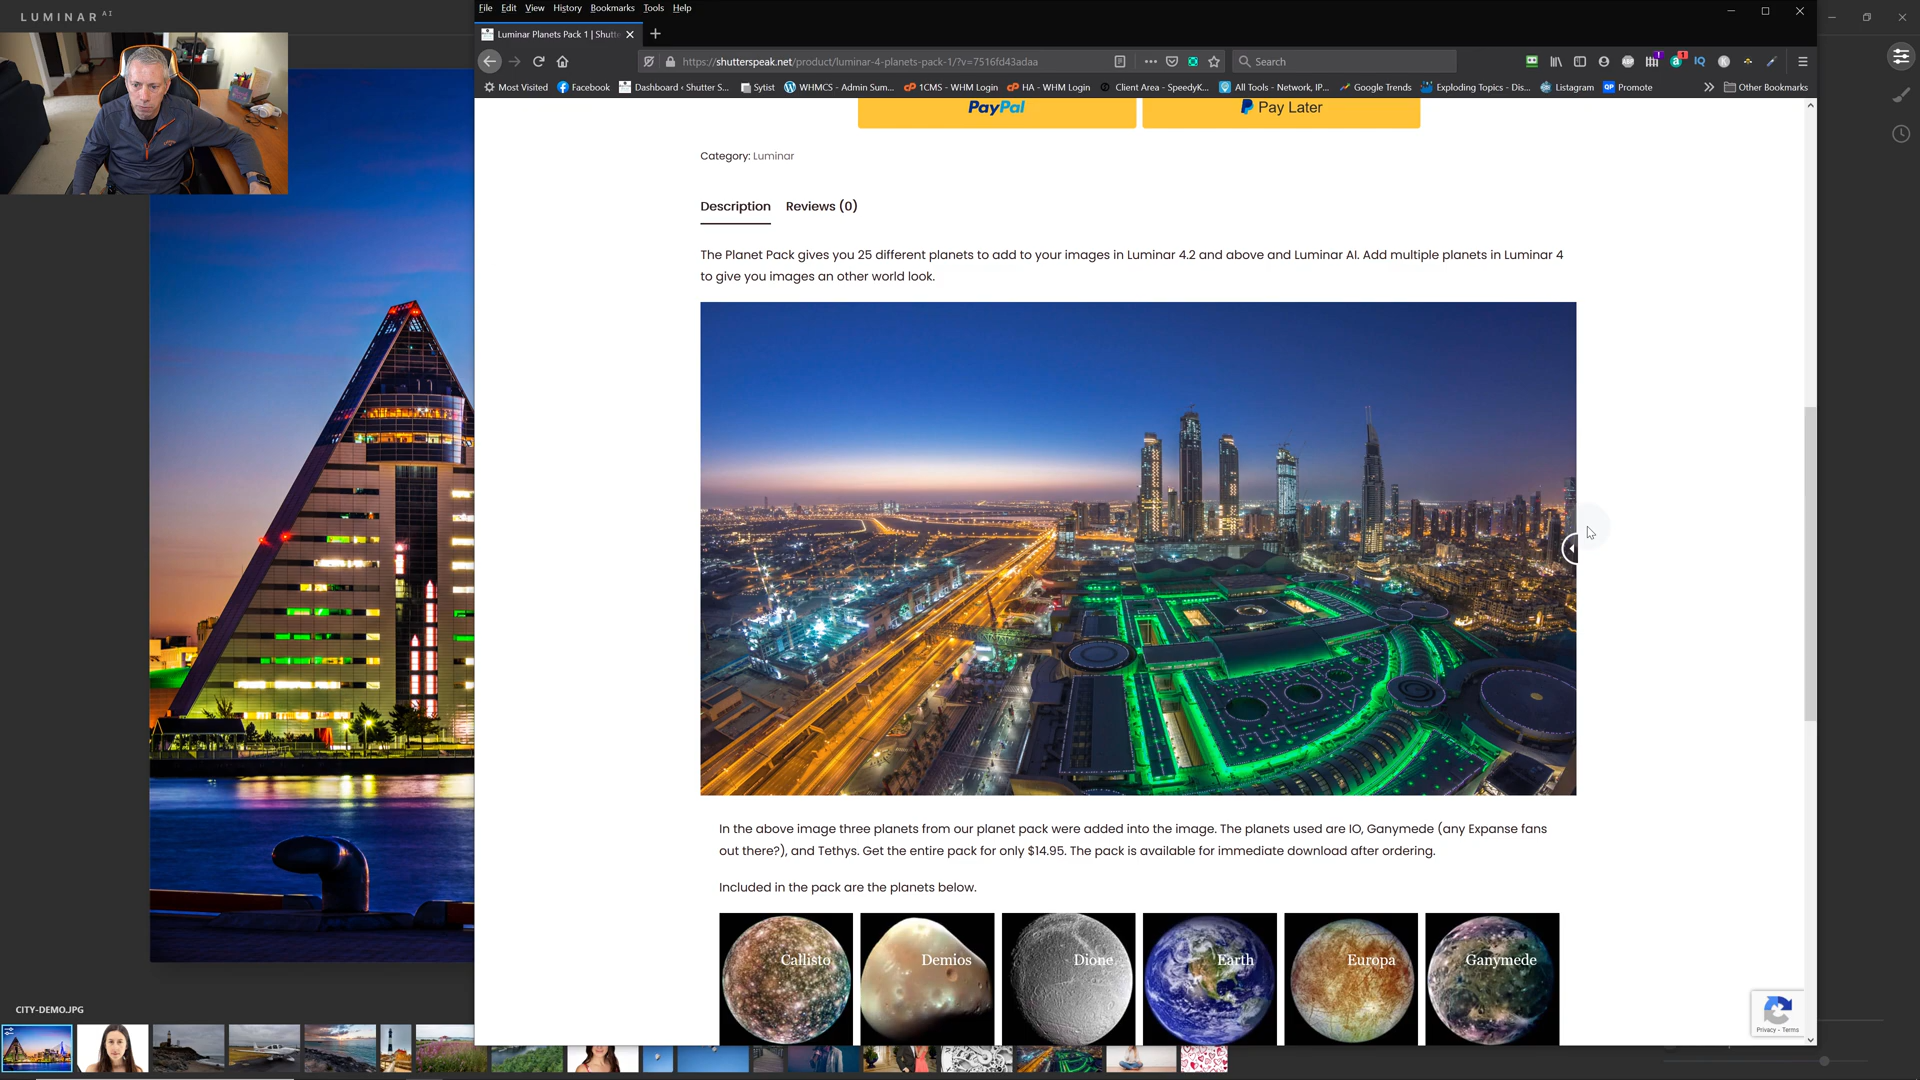 LUMINAR AI
File Edit View History Bookmarks Tools Help
Luminar Planets Pack 1 | Shutte
https://shutterspeak.net/product/luminar-4-planets-pack-1/?v=7516fd43adaa
Search
Most Visited Facebook Dashboard ‹ Shutter S... Sytist WHMCS - Admin Sum... 1CMS - WHM Login HA - WHM Login Client Area - SpeedyK... All Tools - Network, IP... Google Trends Exploding Topics - Dis... Listagram Promote Other Bookmarks
PayPal Pay Later
Category: Luminar
Description Reviews (0)
The Planet Pack gives you 25 different planets to add to your images in Luminar 4.2 and above and Luminar AI. Add multiple planets in Luminar 4
to give you images an other world look.
In the above image three planets from our planet pack were added into the image. The planets used are IO, Ganymede (any Expanse fans
out there?), and Tethys. Get the entire pack for only $14.95. The pack is available for immediate download after ordering.
Included in the pack are the planets below.
Callisto Demios Dione Earth Europa Ganymede
Privacy - Terms
CITY-DEMO.JPG